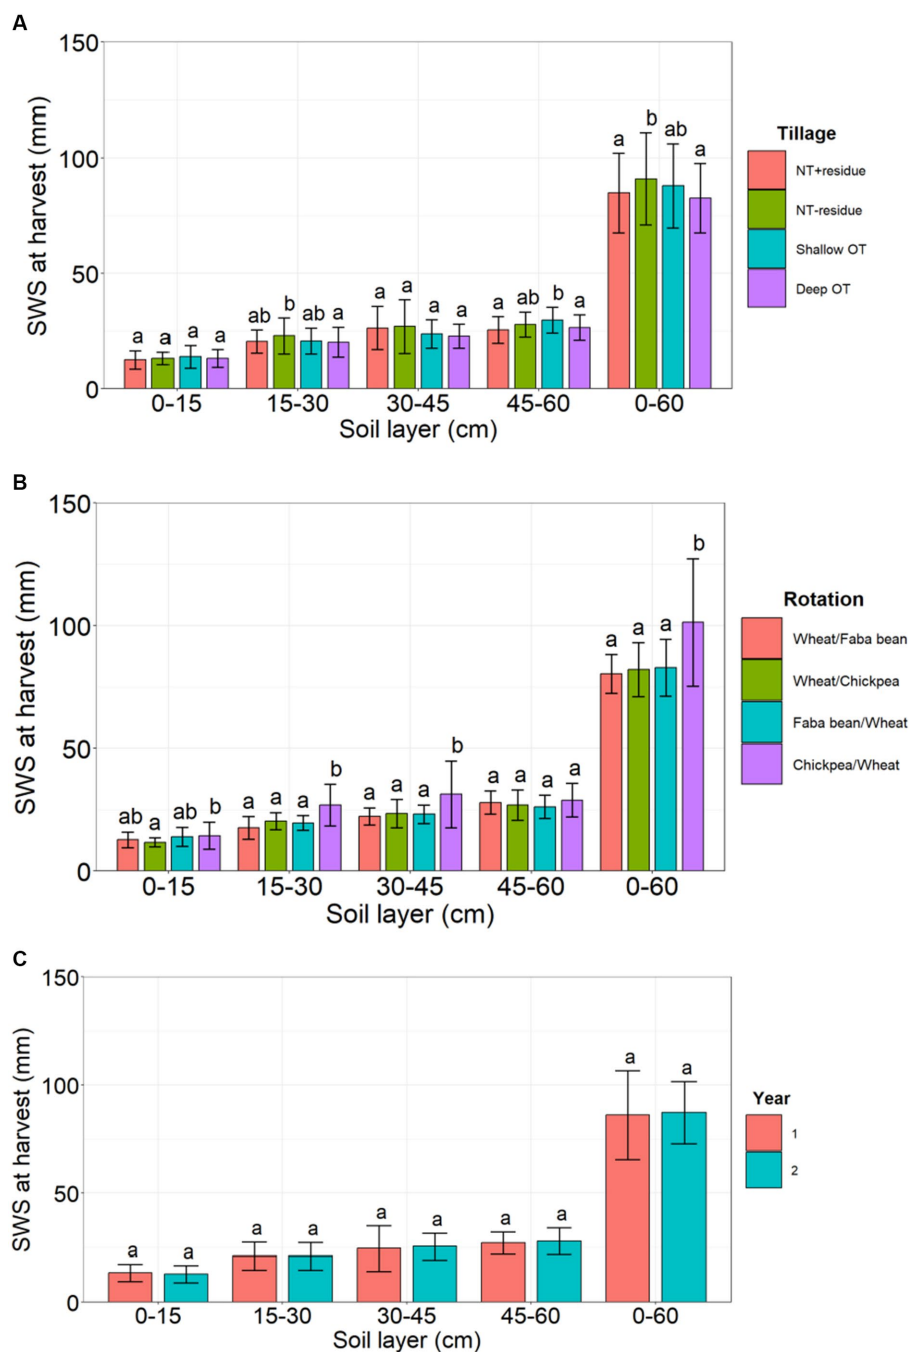 A
SWS at harvest (mm)
150
100
50
0
a a a a
ab b ab a
a a a a
a ab b a
a b ab a
0-15 15-30 30-45 45-60 0-60
Soil layer (cm)
Tillage
NT+residue
NT-residue
Shallow OT
Deep OT
B
SWS at harvest (mm)
150
100
50
0
ab a ab b
a a a b
a a a b
a a a a
a a a b
0-15 15-30 30-45 45-60 0-60
Soil layer (cm)
Rotation
Wheat/Faba bean
Wheat/Chickpea
Faba bean/Wheat
Chickpea/Wheat
C
SWS at harvest (mm)
150
100
50
0
a a
a a
a a
a a
a a
0-15 15-30 30-45 45-60 0-60
Soil layer (cm)
Year
1
2